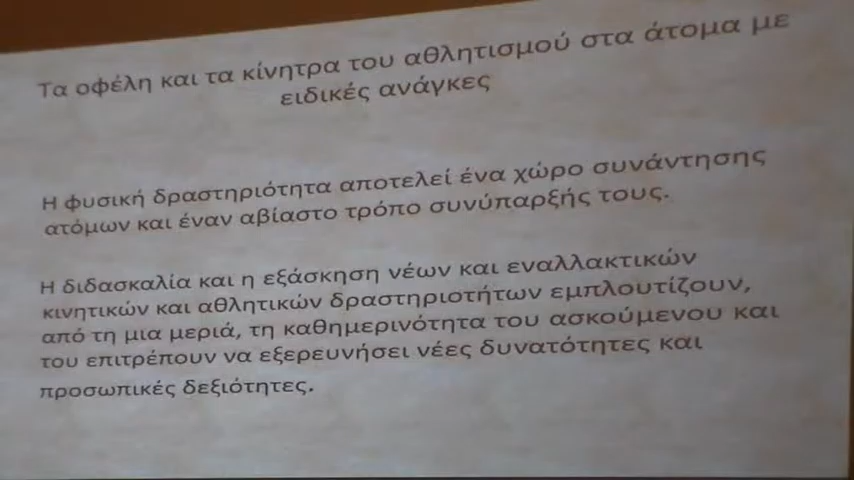 Τα οφέλη και τα κίνητρα του αθλητισμού στα άτομα με
ειδικές ανάγκες
Η φυσική δραστηριότητα αποτελεί ένα χώρο συνάντησης
ατόμων και έναν αβίαστο τρόπο συνύπαρξής τους.
Η διδασκαλία και η εξάσκηση νέων και εναλλακτικών
κινητικών και αθλητικών δραστηριοτήτων εμπλουτίζουν,
από τη μια μεριά, τη καθημερινότητα του ασκούμενου και
του επιτρέπουν να εξερευνήσει νέες δυνατότητες και
προσωπικές δεξιότητες.